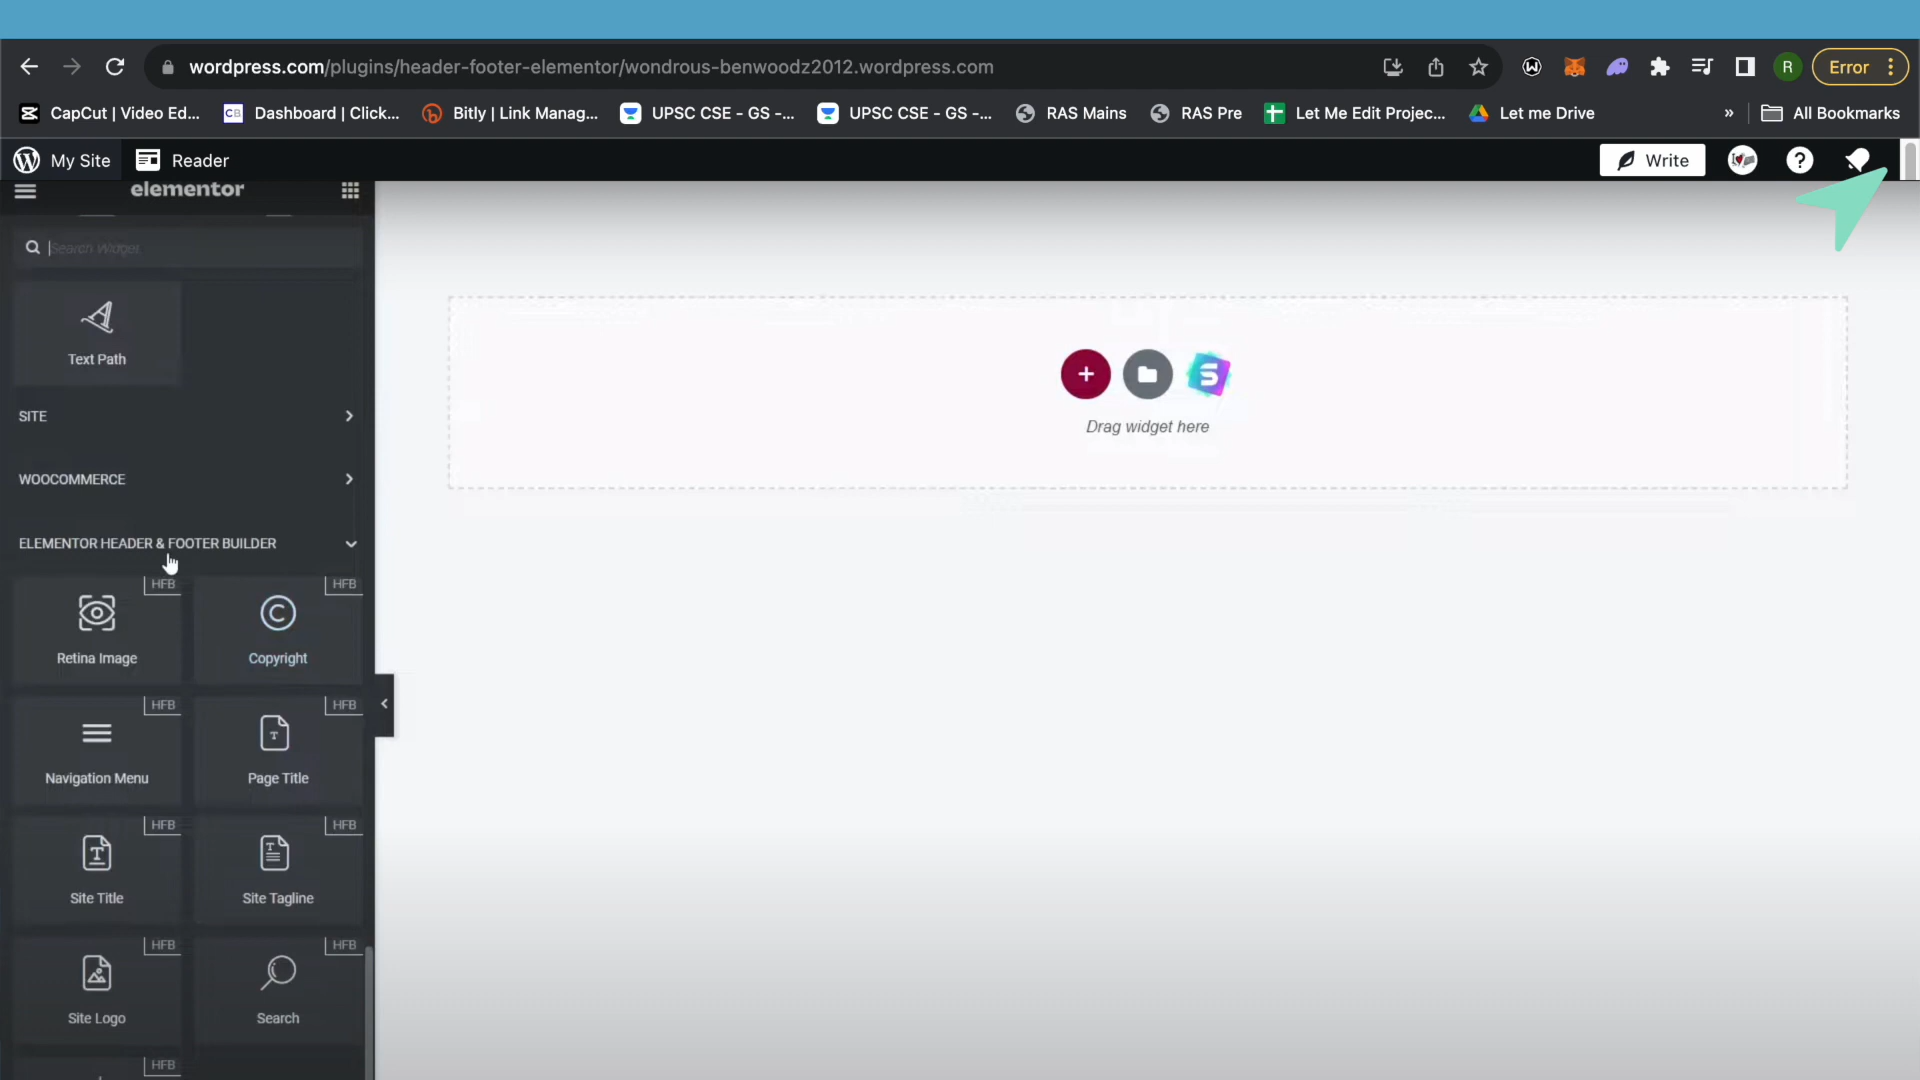 wordpress.com/plugins/header-footer-elementor/wondrous-benwoodz2012.wordpress.com
R
Error
CapCut | Video Ed...
CB Dashboard | Click...
Bitly | Link Manag...
UPSC CSE - GS -...
UPSC CSE - GS -...
RAS Mains
RAS Pre
Let Me Edit Projec...
Let me Drive
»
All Bookmarks
My Site
Reader
Write
elementor
Search Widget
Text Path
SITE
WOOCOMMERCE
ELEMENTOR HEADER & FOOTER BUILDER
HFB HFB
Retina Image Copyright
HFB HFB
Navigation Menu Page Title
HFB HFB
Site Title Site Tagline
HFB HFB
Site Logo Search
HFB
Drag widget here